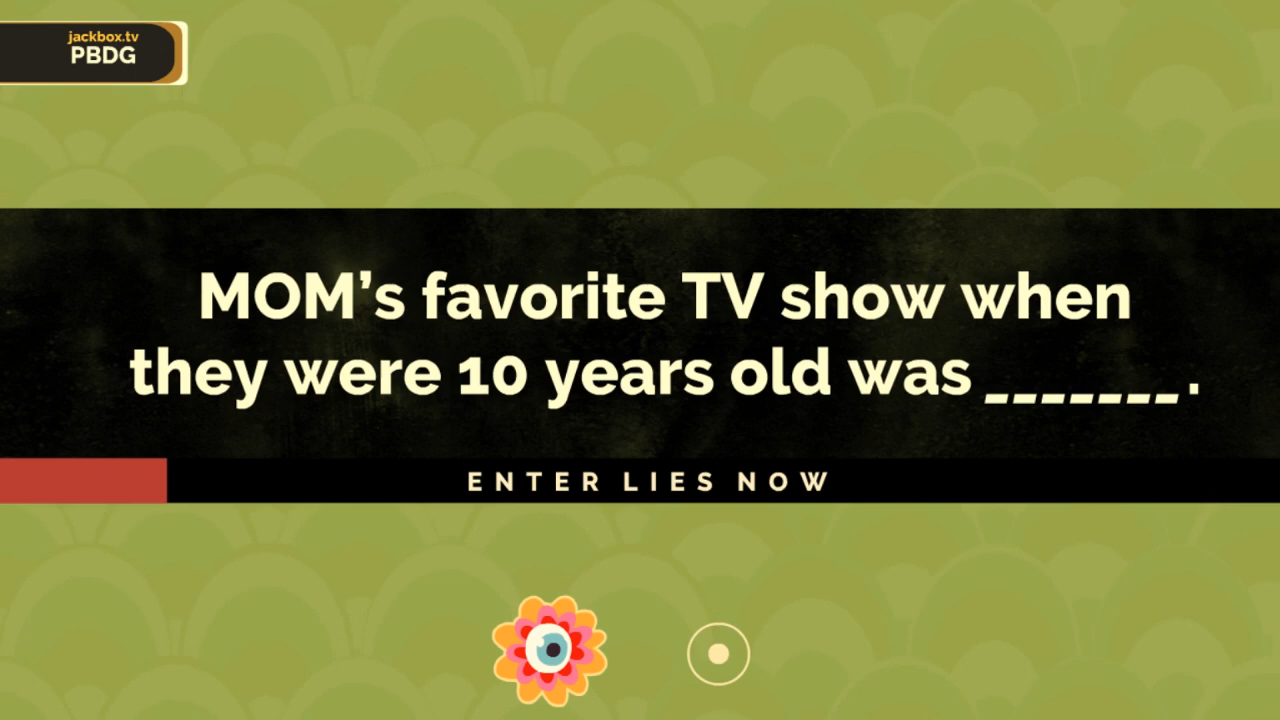 jackbox.tv
PBDG
MOM’s favorite TV show when
they were 10 years old was _______.
ENTER LIES NOW